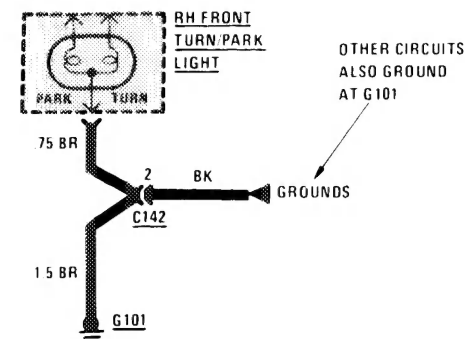 RH FRONT
TURN/PARK
LIGHT
PARK TURN
OTHER CIRCUITS
ALSO GROUND
AT G101
.75 BR
2
BK
GROUNDS
C142
1.5 BR
G101